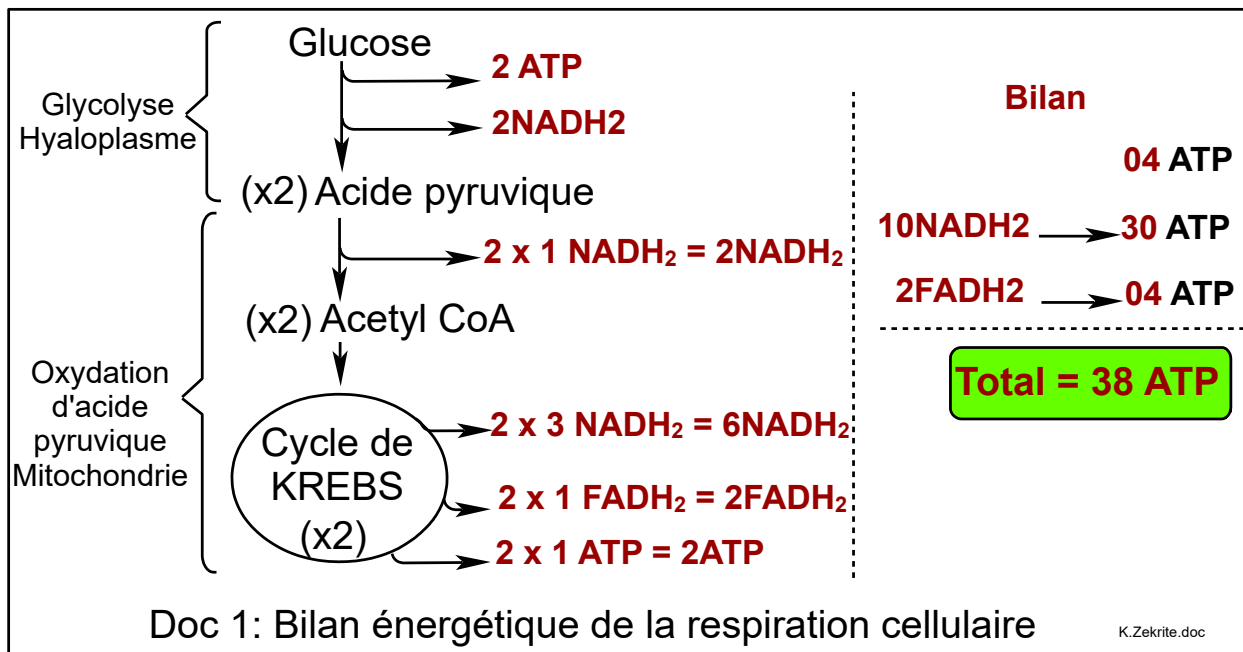 Glucose
2 ATP
2NADH2
Glycolyse
Hyaloplasme
(x2) Acide pyruvique
2 x 1 NADH₂ = 2NADH₂
(x2) Acetyl CoA
Oxydation
d'acide
pyruvique
Mitochondrie
Cycle de
KREBS
(x2)
2 x 3 NADH₂ = 6NADH₂
2 x 1 FADH₂ = 2FADH₂
2 x 1 ATP = 2ATP
Bilan
04 ATP
10NADH2 30 ATP
2FADH2 04 ATP
Total = 38 ATP
Doc 1: Bilan énergétique de la respiration cellulaire
K.Zekrite.doc